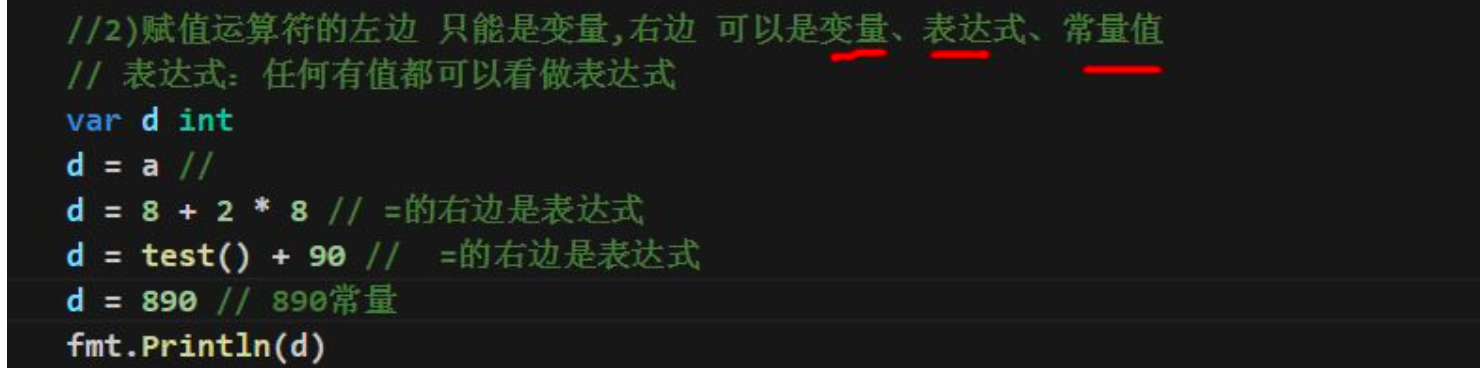 //2)赋值运算符的左边 只能是变量,右边 可以是变量、表达式、常量值
// 表达式：任何有值都可以看做表达式
var d int
d = a //
d = 8 + 2 * 8 // =的右边是表达式
d = test() + 90 //  =的右边是表达式
d = 890 // 890常量
fmt.Println(d)